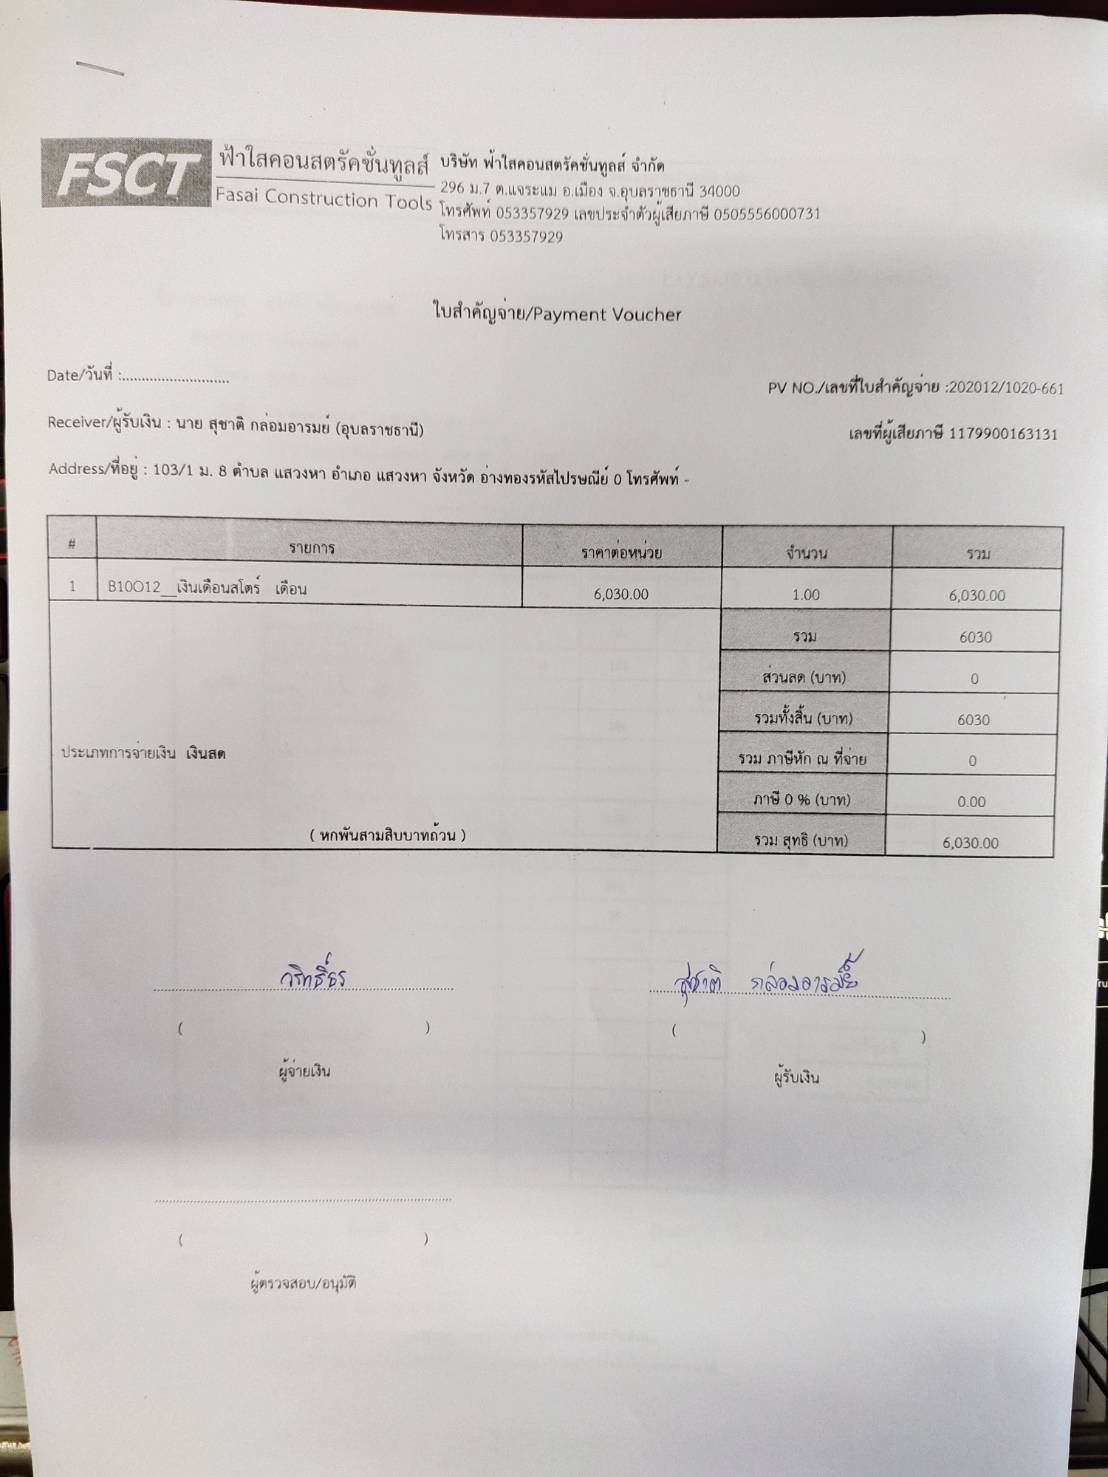 FSCT
ฟ้าใสคอนสตรัคชั่นทูลส์
Fasai Construction Tools
บริษัท ฟ้าใสคอนสตรัคชั่นทูลส์ จำกัด
296 ม.7 ต.แจระแม อ.เมือง จ.อุบลราชธานี 34000
โทรศัพท์ 053357929 เลขประจำตัวผู้เสียภาษี 0505556000731
โทรสาร 053357929
ใบสำคัญจ่าย/Payment Voucher
Date/วันที่ :...........................
PV NO./เลขที่ใบสำคัญจ่าย :202012/1020-661
Receiver/ผู้รับเงิน : นาย สุชาติ กล่อมอารมย์ (อุบลราชธานี)
เลขที่ผู้เสียภาษี 1179900163131
Address/ที่อยู่ : 103/1 ม. 8 ตำบล แสวงหา อำเภอ แสวงหา จังหวัด อ่างทองรหัสไปรษณีย์ 0 โทรศัพท์ -
# รายการ ราคาต่อหน่วย จำนวน รวม
1 B10O12__เงินเดือนสโตร์ เดือน 6,030.00 1.00 6,030.00
รวม 6030
ส่วนลด (บาท) 0
รวมทั้งสิ้น (บาท) 6030
ประเภทการจ่ายเงิน เงินสด
รวม ภาษีหัก ณ ที่จ่าย 0
ภาษี 0 % (บาท) 0.00
( หกพันสามสิบบาทถ้วน )
รวม สุทธิ (บาท) 6,030.00
สุชาติ กล่อมอารมย์
( ) ( )
ผู้จ่ายเงิน ผู้รับเงิน
( )
ผู้ตรวจสอบ/อนุมัติ